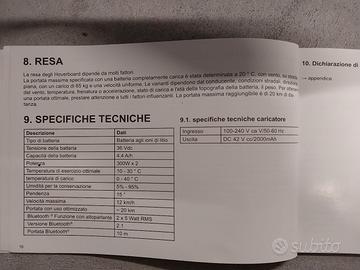 8. RESA
La resa degli Hoverboard dipende da molti fattori.
La portata massima specificata con una batteria completamente carica è stata determinata a 20 ° C, con vento, su strada
piana, con un carico di 65 kg e una velocità uniforme. Le varianti dipendono dal conducente, condizioni stradali, direzione
del vento, temperatura, frenatura o accelerazione, stato di carica e l'età della topografia della batteria, il peso. Per ottenere
una portata ottimale, prestare attenzione a tutti i fattori influenzanti. La portata massima raggiungibile è di 20 km di di-
stanza.
9. SPECIFICHE TECNICHE
Descrizione Dati
Tipo di batteria Batteria agli ioni di litio
Tensione della batteria 36 Vdc
Capacità della batteria 4,4 A/h
Potenza 300W x 2
Temperatura di esercizio ottimale 10 - 30 ° C
temperatura di carico 0 - 40 ° C
Umidità per la conservazione 5% - 95%
Pendenza 15 °
Velocità massima 12 km/h
Portata con uso ottimizzato ~ 20 km
Bluetooth® Funzione con altoparlante 2 x 5 Watt RMS
Versione Bluetooth® 2.1
Portata Bluetooth® 10 m
9.1. specifiche tecniche caricatore
Ingresso 100-240 V ca V/50-60 Hz
Uscita DC 42 V cc/2000mAh
10. Dichiarazione di
→ appendice
16
subito